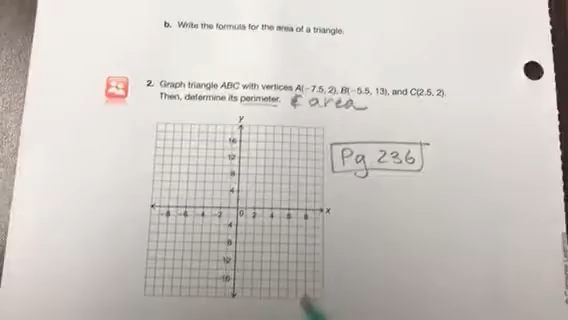 b. Write the formula for the area of a triangle.
2. Graph triangle ABC with vertices A(−7.5, 2), B(−5.5, 13), and C(2.5, 2).
Then, determine its perimeter. & area
y
16
12
8
4
-8 -6 -4 -2 0 2 4 6 8 x
-4
-8
-12
-16
Pg 236